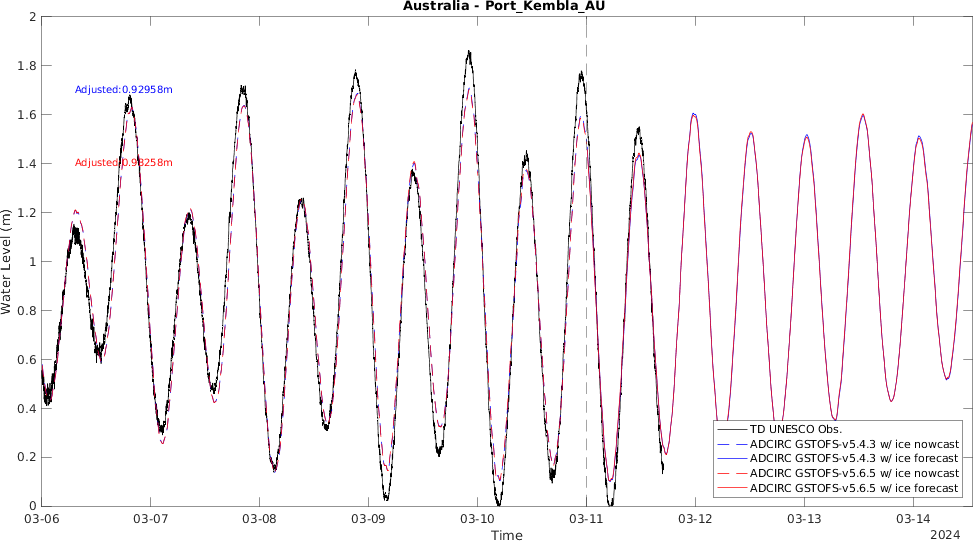 Australia - Port_Kembla_AU
2
1.8
Adjusted:0.92958m
1.6
Adjusted:0.93258m
1.4
1.2
1
0.8
0.6
0.4
0.2
0
Water Level (m)
TD UNESCO Obs.
ADCIRC GSTOFS-v5.4.3 w/ ice nowcast
ADCIRC GSTOFS-v5.4.3 w/ ice forecast
ADCIRC GSTOFS-v5.6.5 w/ ice nowcast
ADCIRC GSTOFS-v5.6.5 w/ ice forecast
03-06 03-07 03-08 03-09 03-10 03-11 03-12 03-13 03-14
Time
2024